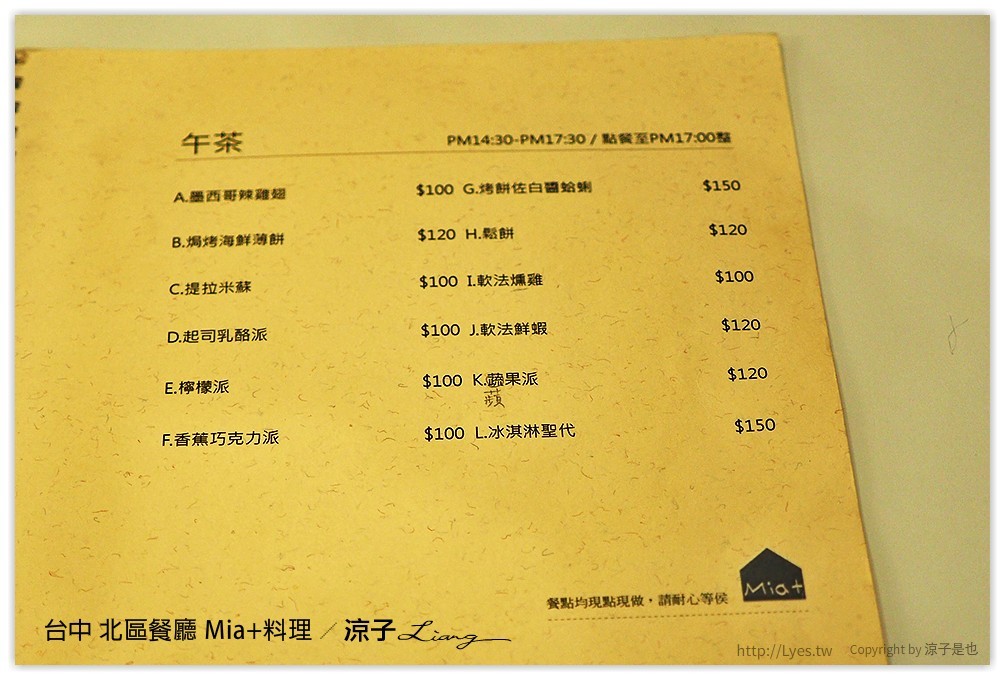 午茶 PM14:30-PM17:30 / 點餐至PM17:00整
A.墨西哥辣雞翅 $100 G.烤餅佐白醬蛤蜊 $150
B.焗烤海鮮薄餅 $120 H.鬆餅 $120
C.提拉米蘇 $100 I.軟法燻雞 $100
D.起司乳酪派 $100 J.軟法鮮蝦 $120
E.檸檬派 $100 K.蔬果派 $120
蘋
F.香蕉巧克力派 $100 L.冰淇淋聖代 $150
Mia+
餐點均現點現做，請耐心等侯
台中 北區餐廳 Mia+料理 / 涼子 Liang
http://Lyes.tw Copyright by 涼子是也